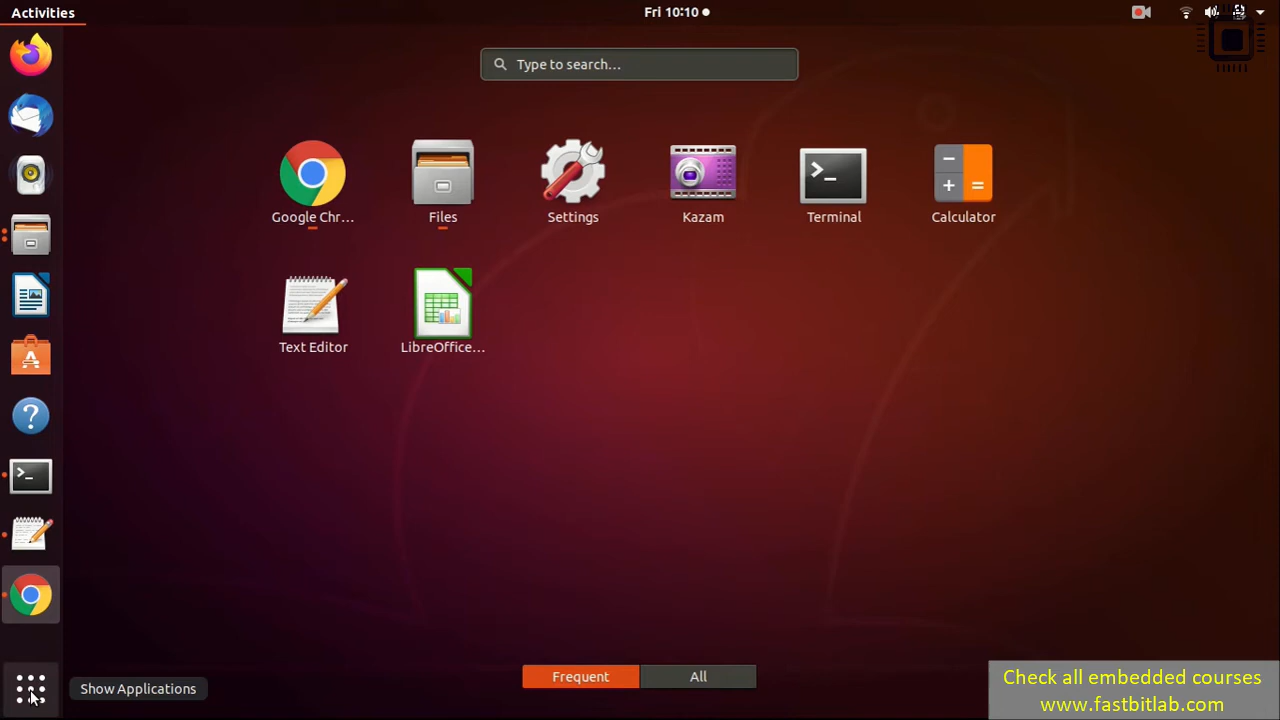 Activities
Fri 10:10
Type to search...
Google Chr...
Files
Settings
Kazam
Terminal
Calculator
Text Editor
LibreOffice...
Show Applications
Frequent
All
Check all embedded courses
www.fastbitlab.com